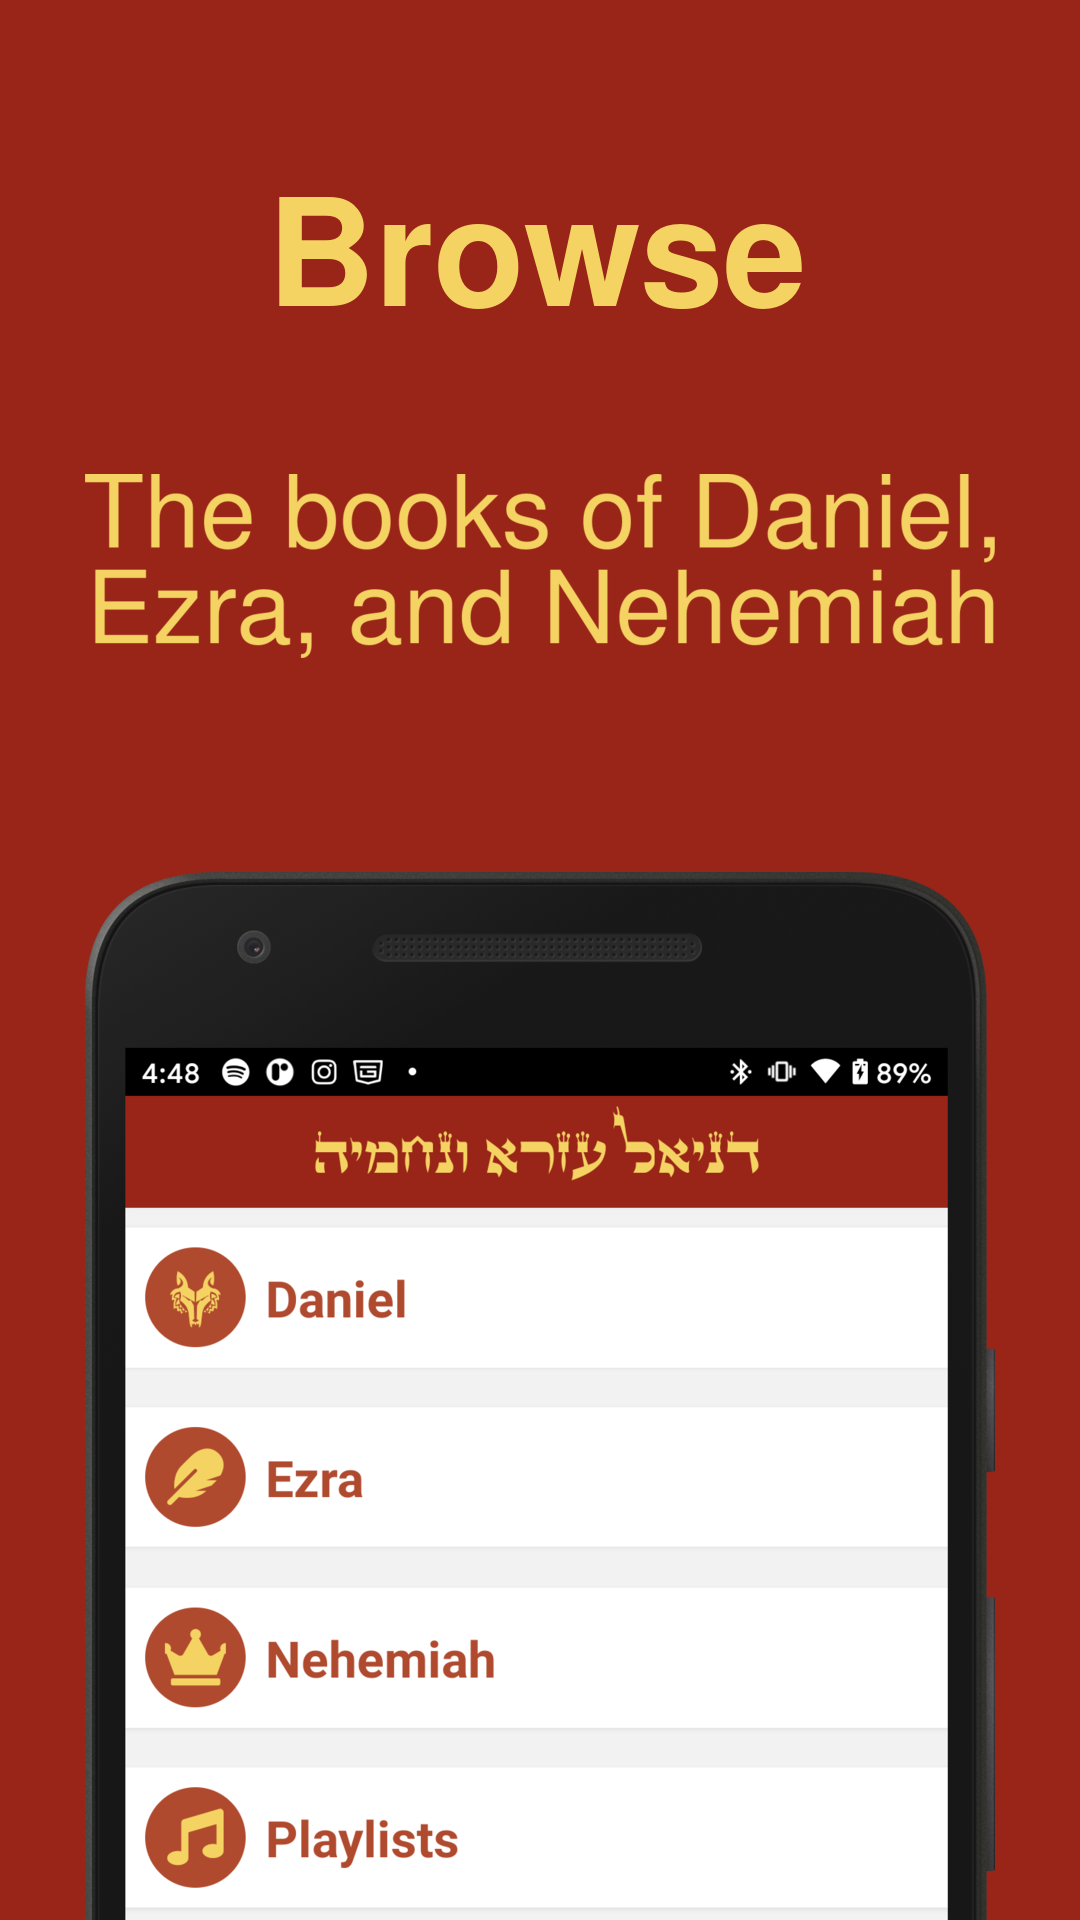 Browse
The books of Daniel,
Ezra, and Nehemiah
4:48 89%
דניאל עזרא ונחמיה
Daniel
Ezra
Nehemiah
Playlists